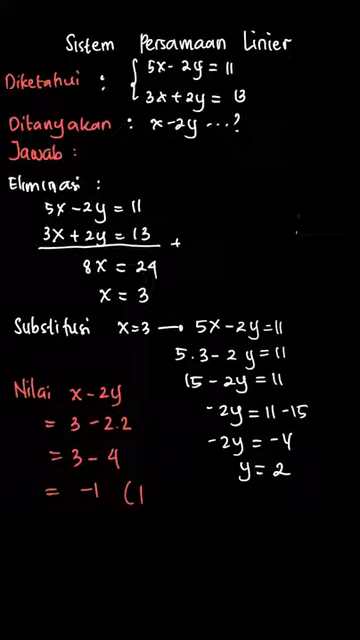 Sistem Persamaan Linier
Diketahui : { 5x - 2y = 11
3x + 2y = 13
Ditanyakan : x - 2y ... ?
Jawab :
Eliminasi :
5x - 2y = 11
3x + 2y = 13 +
8x = 24
x = 3
Substitusi x = 3 → 5x - 2y = 11
5 . 3 - 2y = 11
15 - 2y = 11
-2y = 11 - 15
-2y = -4
y = 2
Nilai x - 2y
= 3 - 2.2
= 3 - 4
= -1 (1